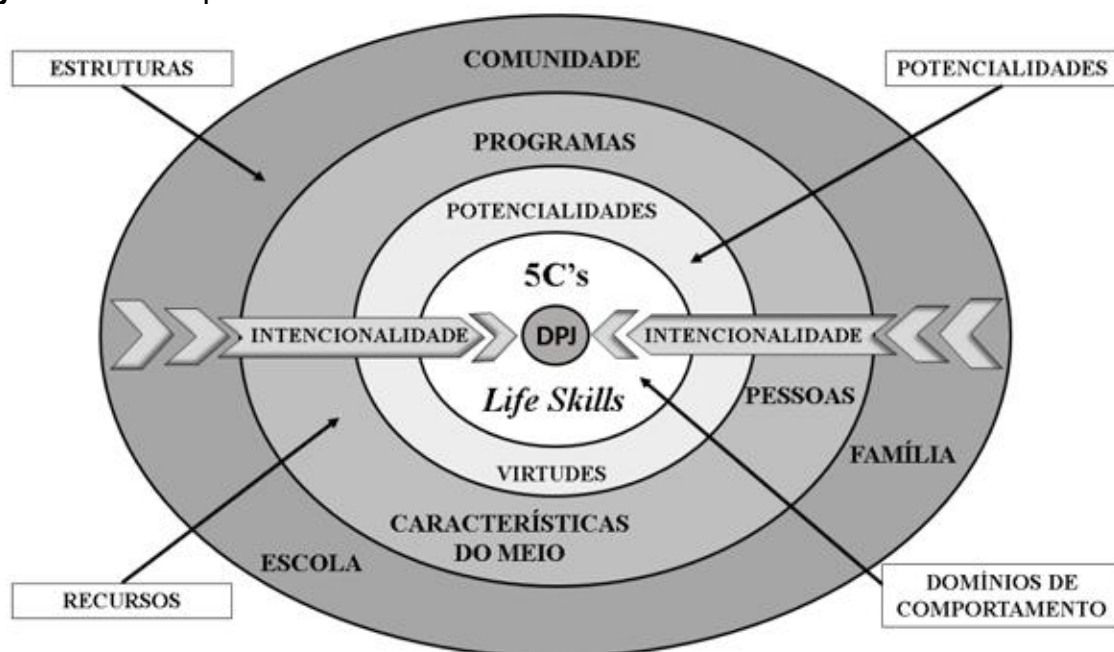 COMUNIDADE
ESTRUTURAS
POTENCIALIDADES
PROGRAMAS
POTENCIALIDADES
5C's
INTENCIONALIDADE
DPJ
INTENCIONALIDADE
Life Skills
PESSOAS
FAMÍLIA
VIRTUDES
CARACTERÍSTICAS
DO MEIO
ESCOLA
RECURSOS
DOMÍNIOS DE
COMPORTAMENTO